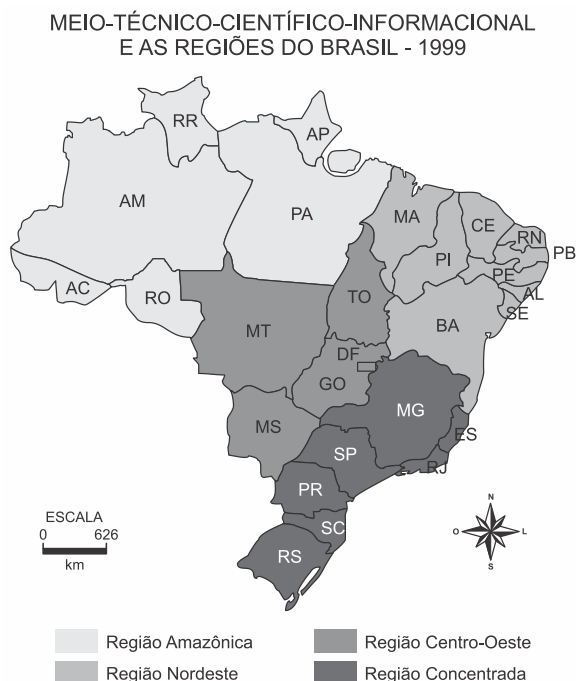 MEIO-TÉCNICO-CIENTÍFICO-INFORMACIONAL
E AS REGIÕES DO BRASIL - 1999
RR
AP
AM
PA
MA
CE
RN
PB
PI
PE
AL
SE
AC
RO
TO
BA
MT
DF
GO
MG
ES
MS
SP
RJ
PR
SC
RS
ESCALA
0 626
km
N
O L
S
Região Amazônica
Região Centro-Oeste
Região Nordeste
Região Concentrada